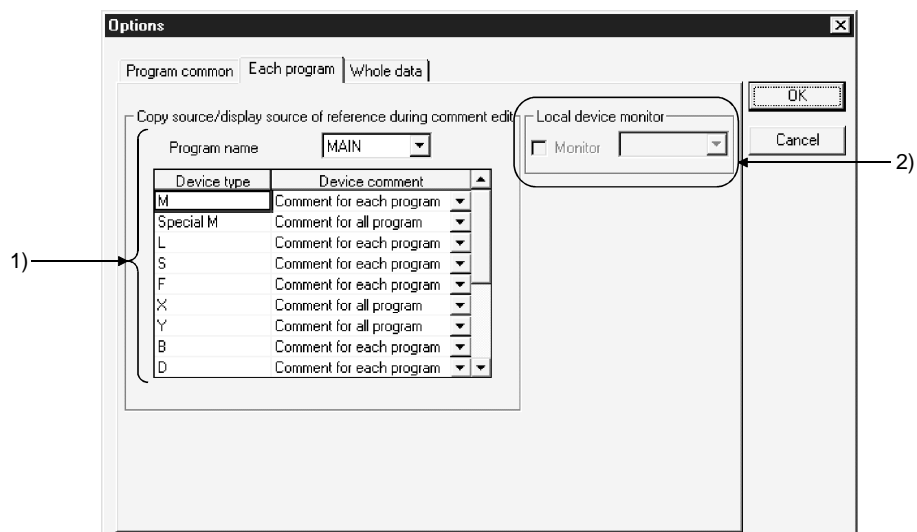 Options
Program common Each program Whole data
OK
Cancel
Copy source/display source of reference during comment edit
Local device monitor
Program name MAIN
Monitor
Device type Device comment
M Comment for each program
Special M Comment for all program
L Comment for each program
S Comment for each program
F Comment for each program
X Comment for all program
Y Comment for all program
B Comment for each program
D Comment for each program
1)
2)